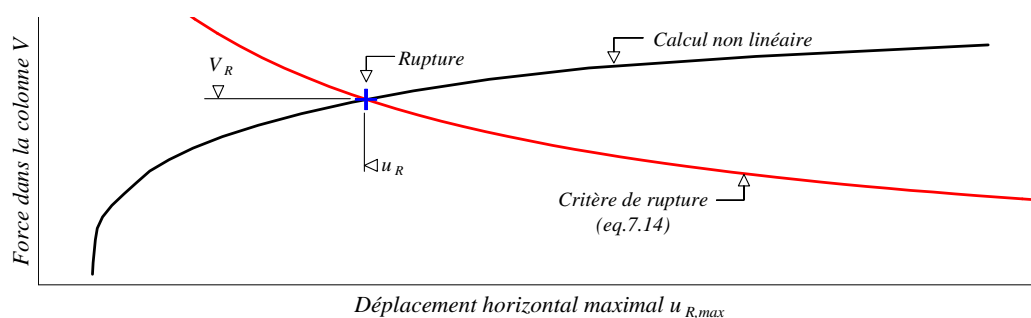 Calcul non linéaire
Rupture
V R
u R
Critère de rupture
(eq.7.14)
Force dans la colonne V
Déplacement horizontal maximal u R,max